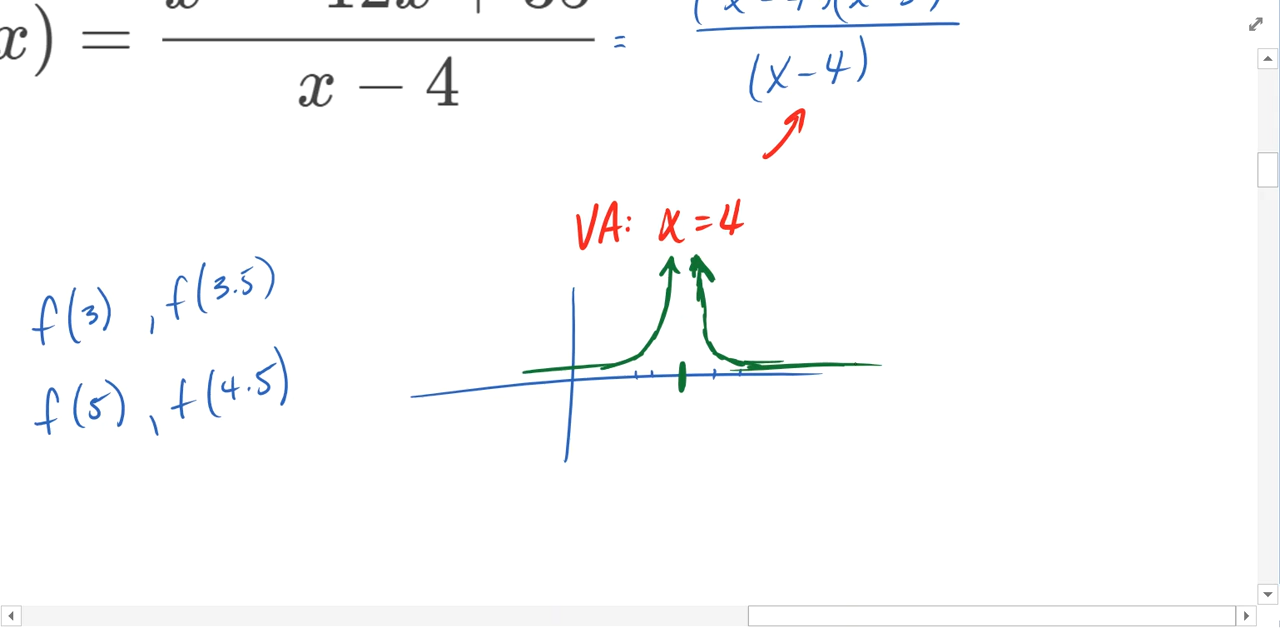 x) = 
x − 4
=
(x-4)
VA: x = 4
f(3) , f(3.5)
f(5) , f(4.5)